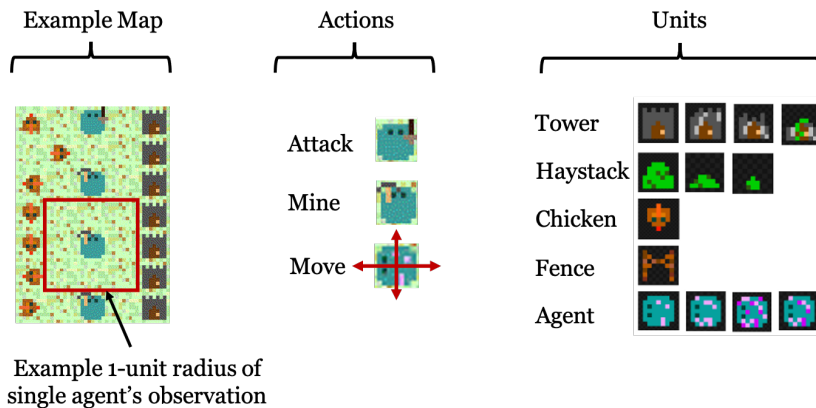 Example Map
Actions
Units
Attack
Mine
Move
Tower
Haystack
Chicken
Fence
Agent
Example 1-unit radius of
single agent's observation